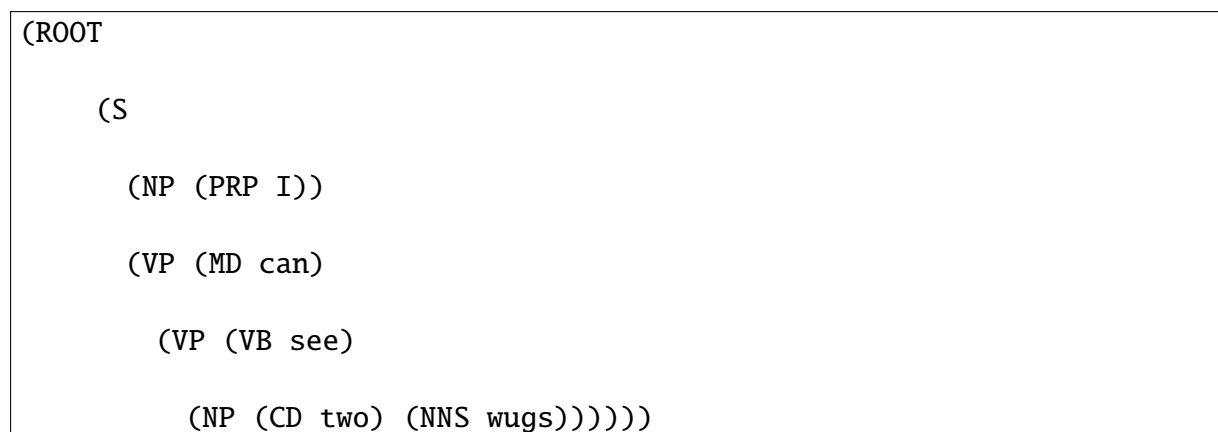 (ROOT
(S
(NP (PRP I))
(VP (MD can)
(VP (VB see)
(NP (CD two) (NNS wugs))))))